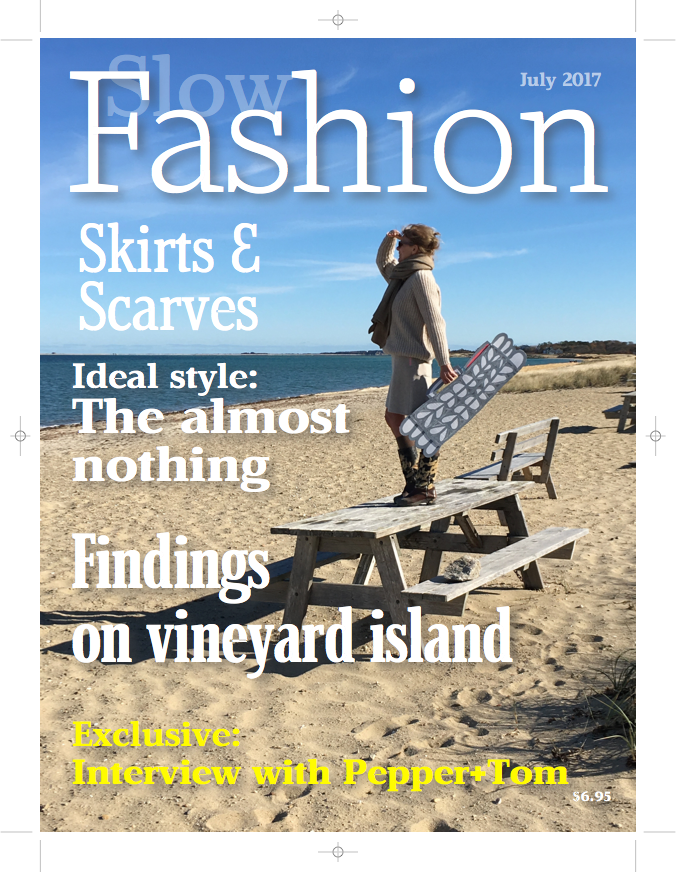 Slow
Fashion
July 2017
Skirts &
Scarves
Ideal style:
The almost
nothing
Findings
on vineyard island
Exclusive:
Interview with Pepper+Tom
$6.95